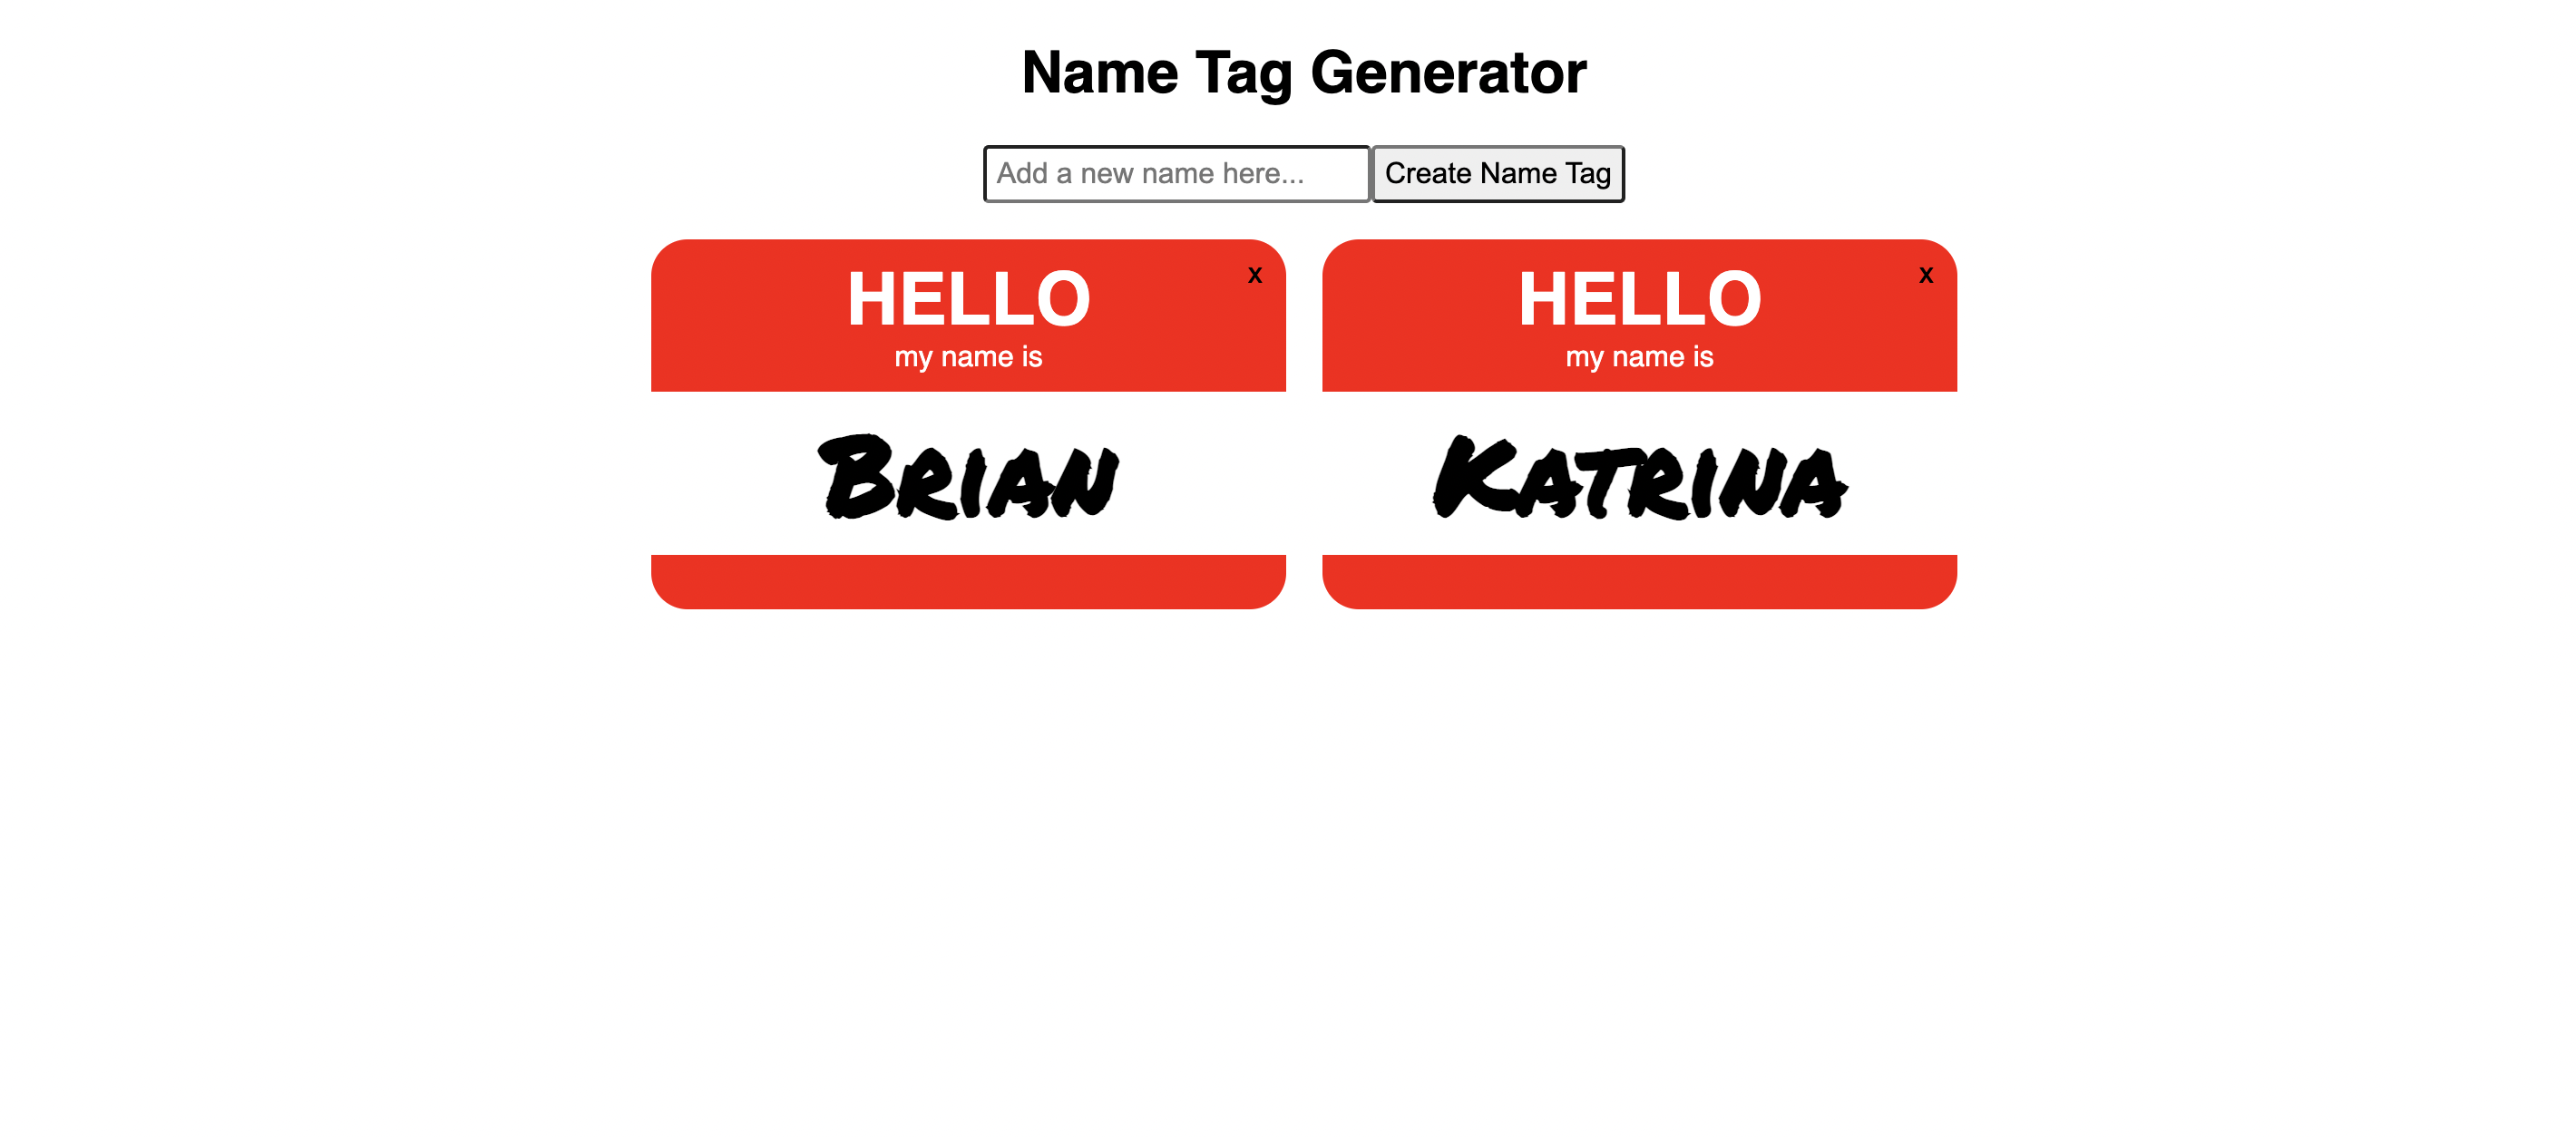 Name Tag Generator
Add a new name here...
Create Name Tag
HELLO
x
my name is
Brian
HELLO
x
my name is
Katrina